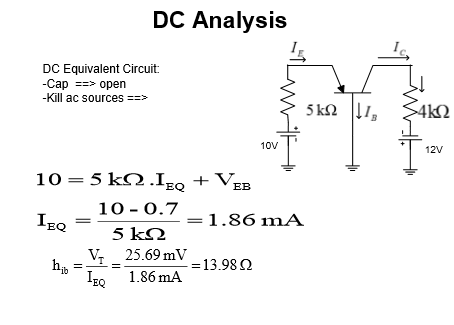 DC Analysis
DC Equivalent Circuit:
-Cap ==> open
-Kill ac sources ==>
I_E
I_C
5 kΩ
I_B
4kΩ
10V
12V
10 = 5 kΩ .I_EQ + V_EB
I_EQ = (10 - 0.7) / (5 kΩ) = 1.86 mA
h_ib = V_T / I_EQ = 25.69 mV / 1.86 mA = 13.98 Ω